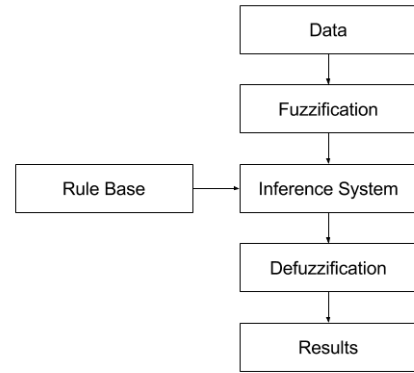 Data
Fuzzification
Rule Base
Inference System
Defuzzification
Results